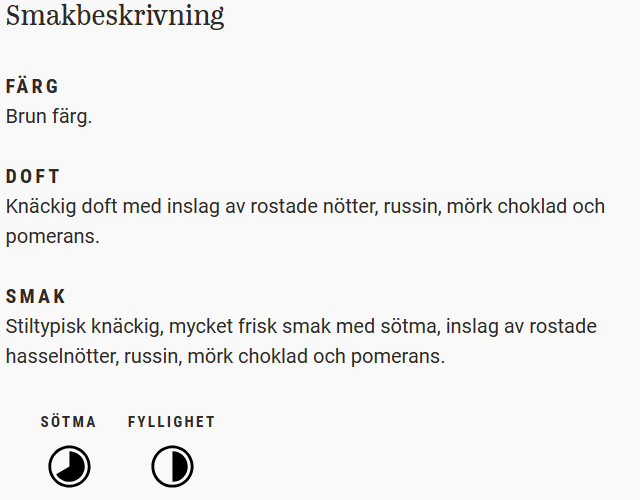 Smakbeskrivning
FÄRG
Brun färg.
DOFT
Knäckig doft med inslag av rostade nötter, russin, mörk choklad och
pomerans.
SMAK
Stiltypisk knäckig, mycket frisk smak med sötma, inslag av rostade
hasselnötter, russin, mörk choklad och pomerans.
SÖTMA FYLLIGHET